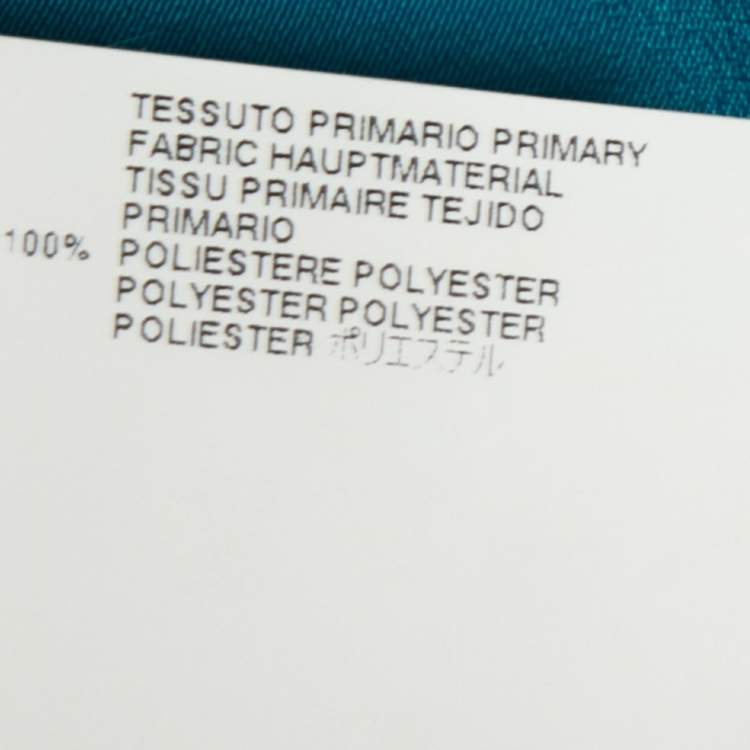 TESSUTO PRIMARIO PRIMARY
FABRIC HAUPTMATERIAL
TISSU PRIMAIRE TEJIDO
PRIMARIO
100% POLIESTERE POLYESTER
POLYESTER POLYESTER
POLIESTER ポリエステル